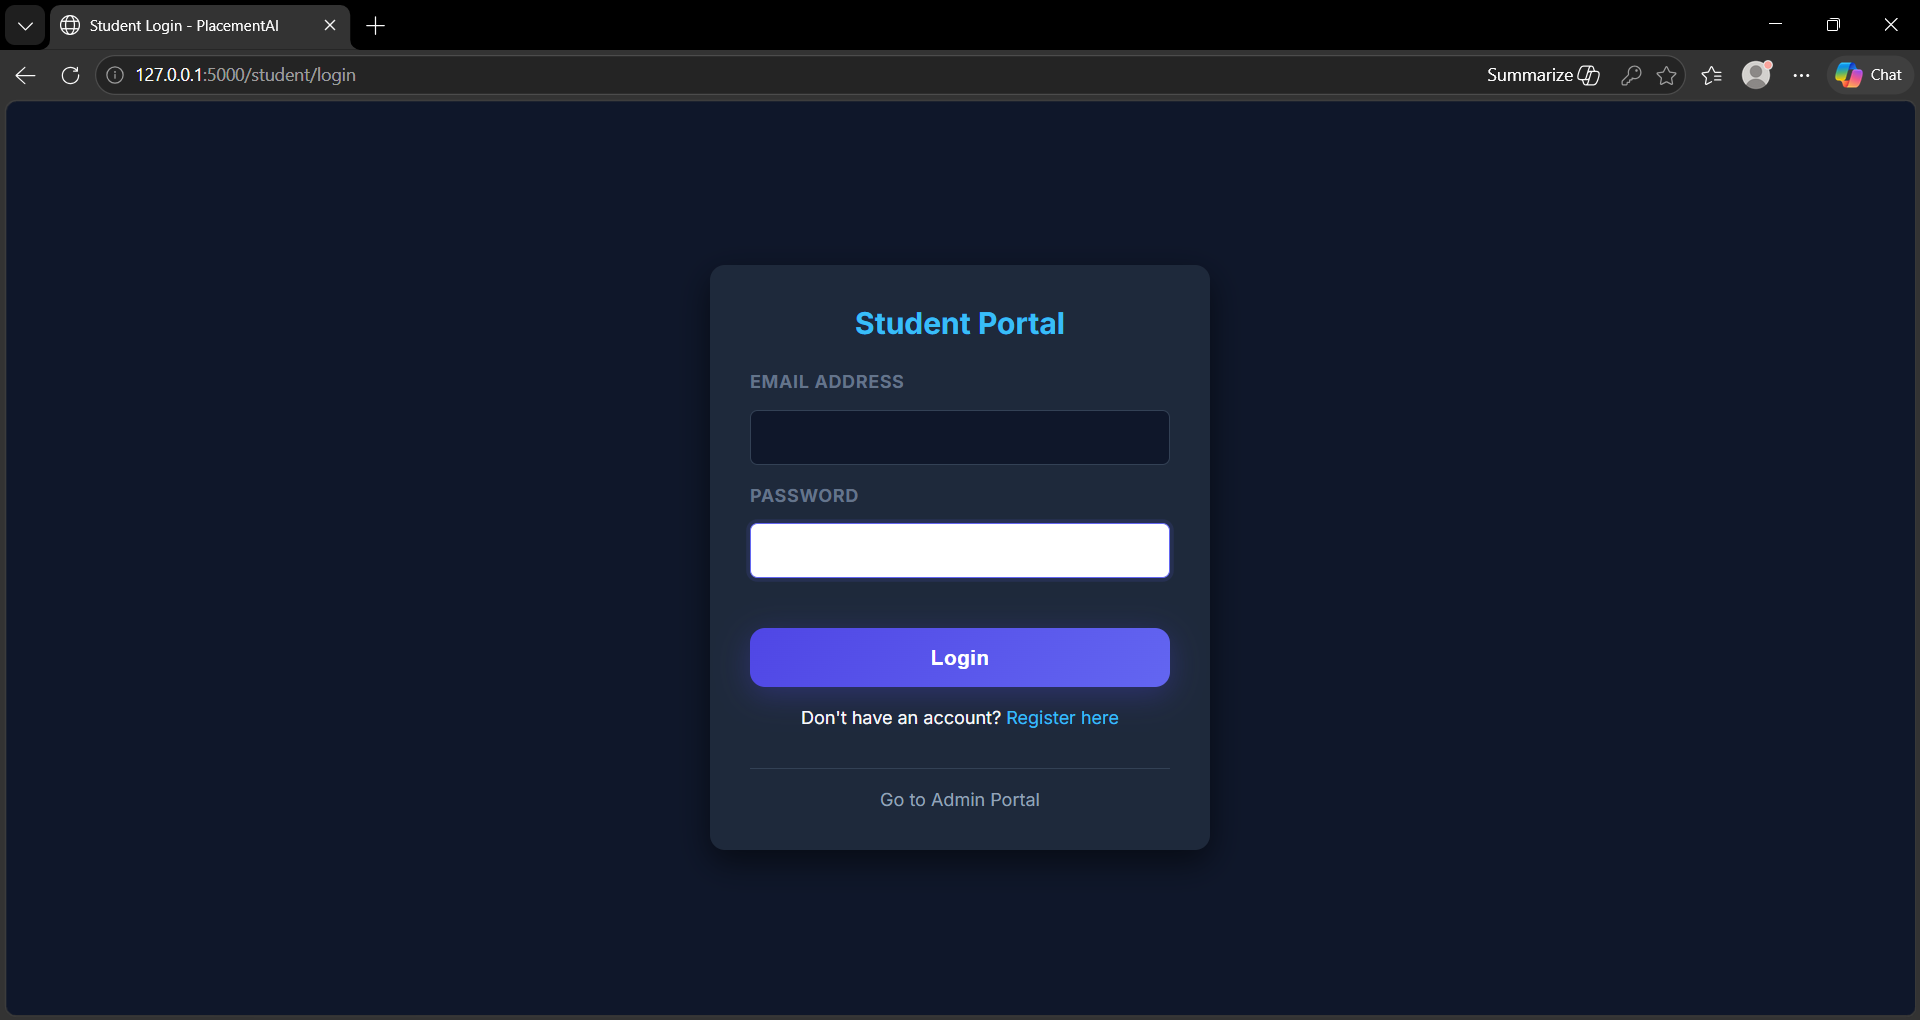 Student Login - PlacementAI
127.0.0.1:5000/student/login
Summarize
Chat
Student Portal
EMAIL ADDRESS
PASSWORD
Login
Don't have an account? Register here
Go to Admin Portal